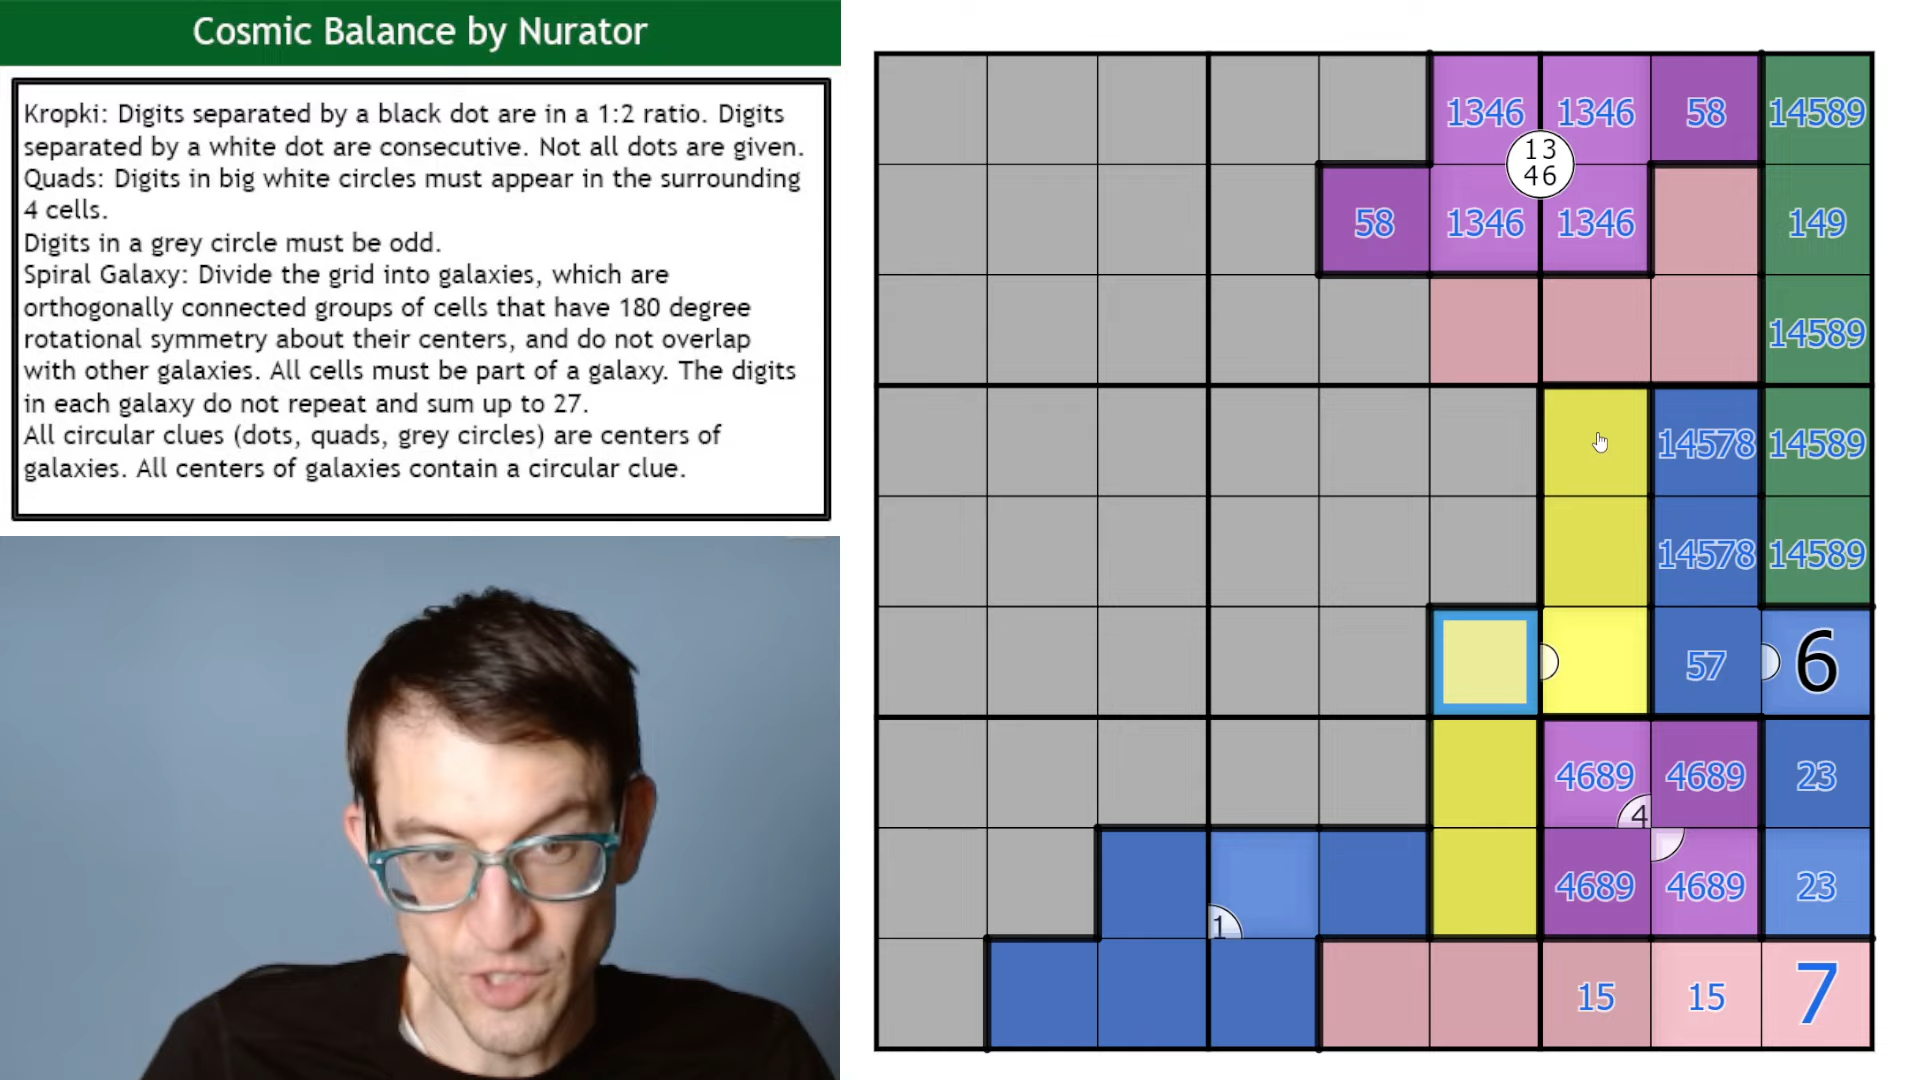 Cosmic Balance by Nurator
Kropki: Digits separated by a black dot are in a 1:2 ratio. Digits
separated by a white dot are consecutive. Not all dots are given.
Quads: Digits in big white circles must appear in the surrounding
4 cells.
Digits in a grey circle must be odd.
Spiral Galaxy: Divide the grid into galaxies, which are
orthogonally connected groups of cells that have 180 degree
rotational symmetry about their centers, and do not overlap
with other galaxies. All cells must be part of a galaxy. The digits
in each galaxy do not repeat and sum up to 27.
All circular clues (dots, quads, grey circles) are centers of
galaxies. All centers of galaxies contain a circular clue.
1346 1346 58 14589
13
46
58 1346 1346 149
14589
14578 14589
14578 14589
57 6
4689 4689 23
4
4689 4689 23
1
15 15 7